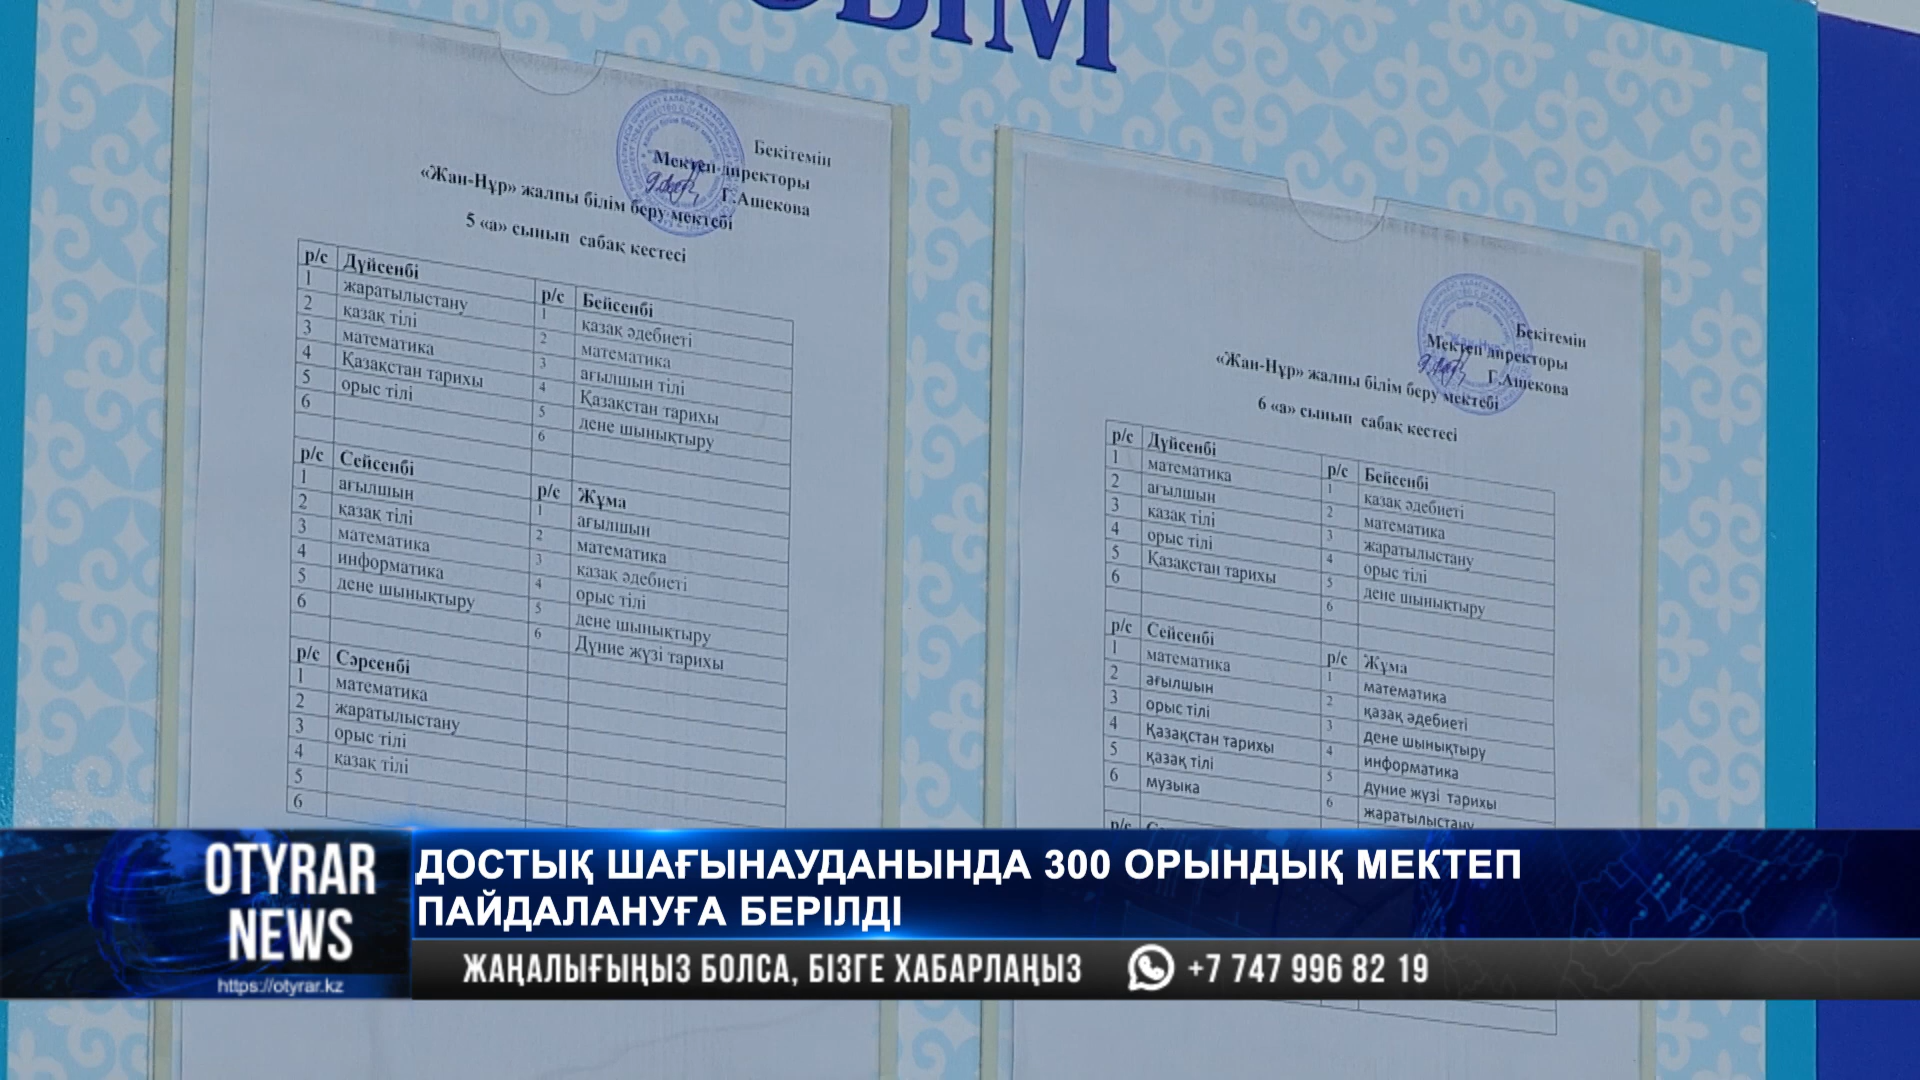 Бекітемін
Мектеп директоры
Г.Ашекова
«Жан-Нұр» жалпы білім беру мектебі
5 «а» сынып сабақ кестесі
р/с Дүйсенбі
1 жаратылыстану
2 қазақ тілі
3 математика
4 Қазақстан тарихы
5 орыс тілі
6
р/с Сейсенбі
1 ағылшын
2 қазақ тілі
3 математика
4 информатика
5 дене шынықтыру
6
р/с Сәрсенбі
1 математика
2 жаратылыстану
3 орыс тілі
4 қазақ тілі
5
6
р/с Бейсенбі
1 қазақ әдебиеті
2 математика
3 ағылшын тілі
4 Қазақстан тарихы
5 дене шынықтыру
6
р/с Жұма
1 ағылшын
2 математика
3 қазақ әдебиеті
4 орыс тілі
5 дене шынықтыру
6 Дүние жүзі тарихы
Бекітемін
Мектеп директоры
Г.Ашекова
«Жан-Нұр» жалпы білім беру мектебі
6 «а» сынып сабақ кестесі
р/с Дүйсенбі
1 математика
2 ағылшын
3 қазақ тілі
4 орыс тілі
5 Қазақстан тарихы
6
р/с Сейсенбі
1 математика
2 ағылшын
3 орыс тілі
4 Қазақстан тарихы
5 қазақ тілі
6 музыка
р/с
р/с Бейсенбі
1 қазақ әдебиеті
2 математика
3 жаратылыстану
4 орыс тілі
5 дене шынықтыру
6
р/с Жұма
1 математика
2 қазақ әдебиеті
3 дене шынықтыру
4 информатика
5 дүние жүзі тарихы
6 жаратылыстану
OTYRAR
NEWS
https://otyrar.kz
ДОСТЫҚ ШАҒЫНАУДАНЫНДА 300 ОРЫНДЫҚ МЕКТЕП
ПАЙДАЛАНУҒА БЕРІЛДІ
ЖАҢАЛЫҒЫҢЫЗ БОЛСА, БІЗГЕ ХАБАРЛАҢЫЗ +7 747 996 82 19